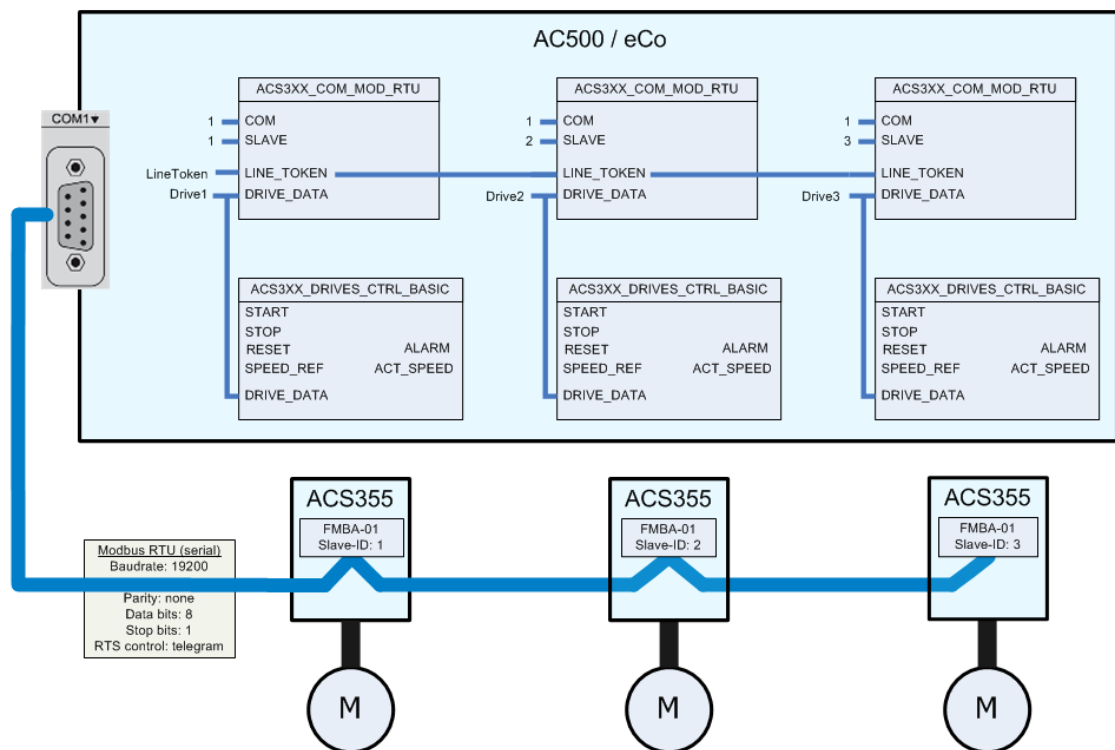 AC500 / eCo
COM1▾
ACS3XX_COM_MOD_RTU
1 COM
1 SLAVE
LineToken LINE_TOKEN
Drive1 DRIVE_DATA
ACS3XX_COM_MOD_RTU
1 COM
2 SLAVE
LINE_TOKEN
Drive2 DRIVE_DATA
ACS3XX_COM_MOD_RTU
1 COM
3 SLAVE
LINE_TOKEN
Drive3 DRIVE_DATA
ACS3XX_DRIVES_CTRL_BASIC
START
STOP
RESET ALARM
SPEED_REF ACT_SPEED
DRIVE_DATA
ACS3XX_DRIVES_CTRL_BASIC
START
STOP
RESET ALARM
SPEED_REF ACT_SPEED
DRIVE_DATA
ACS3XX_DRIVES_CTRL_BASIC
START
STOP
RESET ALARM
SPEED_REF ACT_SPEED
DRIVE_DATA
Modbus RTU (serial)
Baudrate: 19200
Parity: none
Data bits: 8
Stop bits: 1
RTS control: telegram
ACS355
FMBA-01
Slave-ID: 1
M
ACS355
FMBA-01
Slave-ID: 2
M
ACS355
FMBA-01
Slave-ID: 3
M